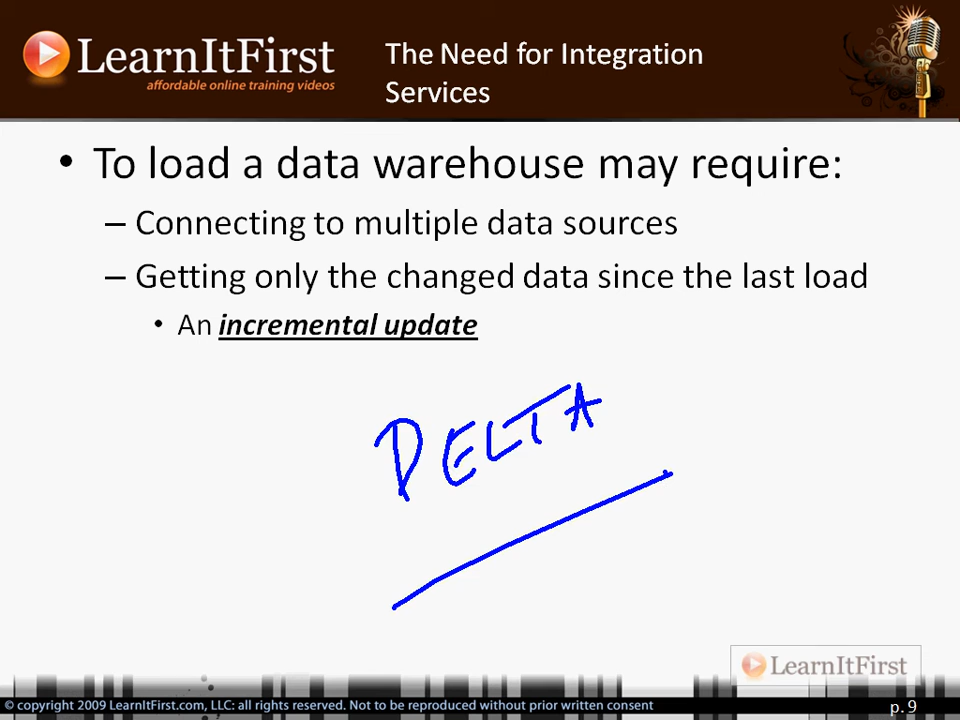 LearnItFirst
affordable online training videos
The Need for Integration
Services
• To load a data warehouse may require:
– Connecting to multiple data sources
– Getting only the changed data since the last load
• An incremental update
DELTA
LearnItFirst
© copyright 2009 LearnItFirst.com, LLC: all rights reserved. Not to be reproduced without prior written consent
p. 9